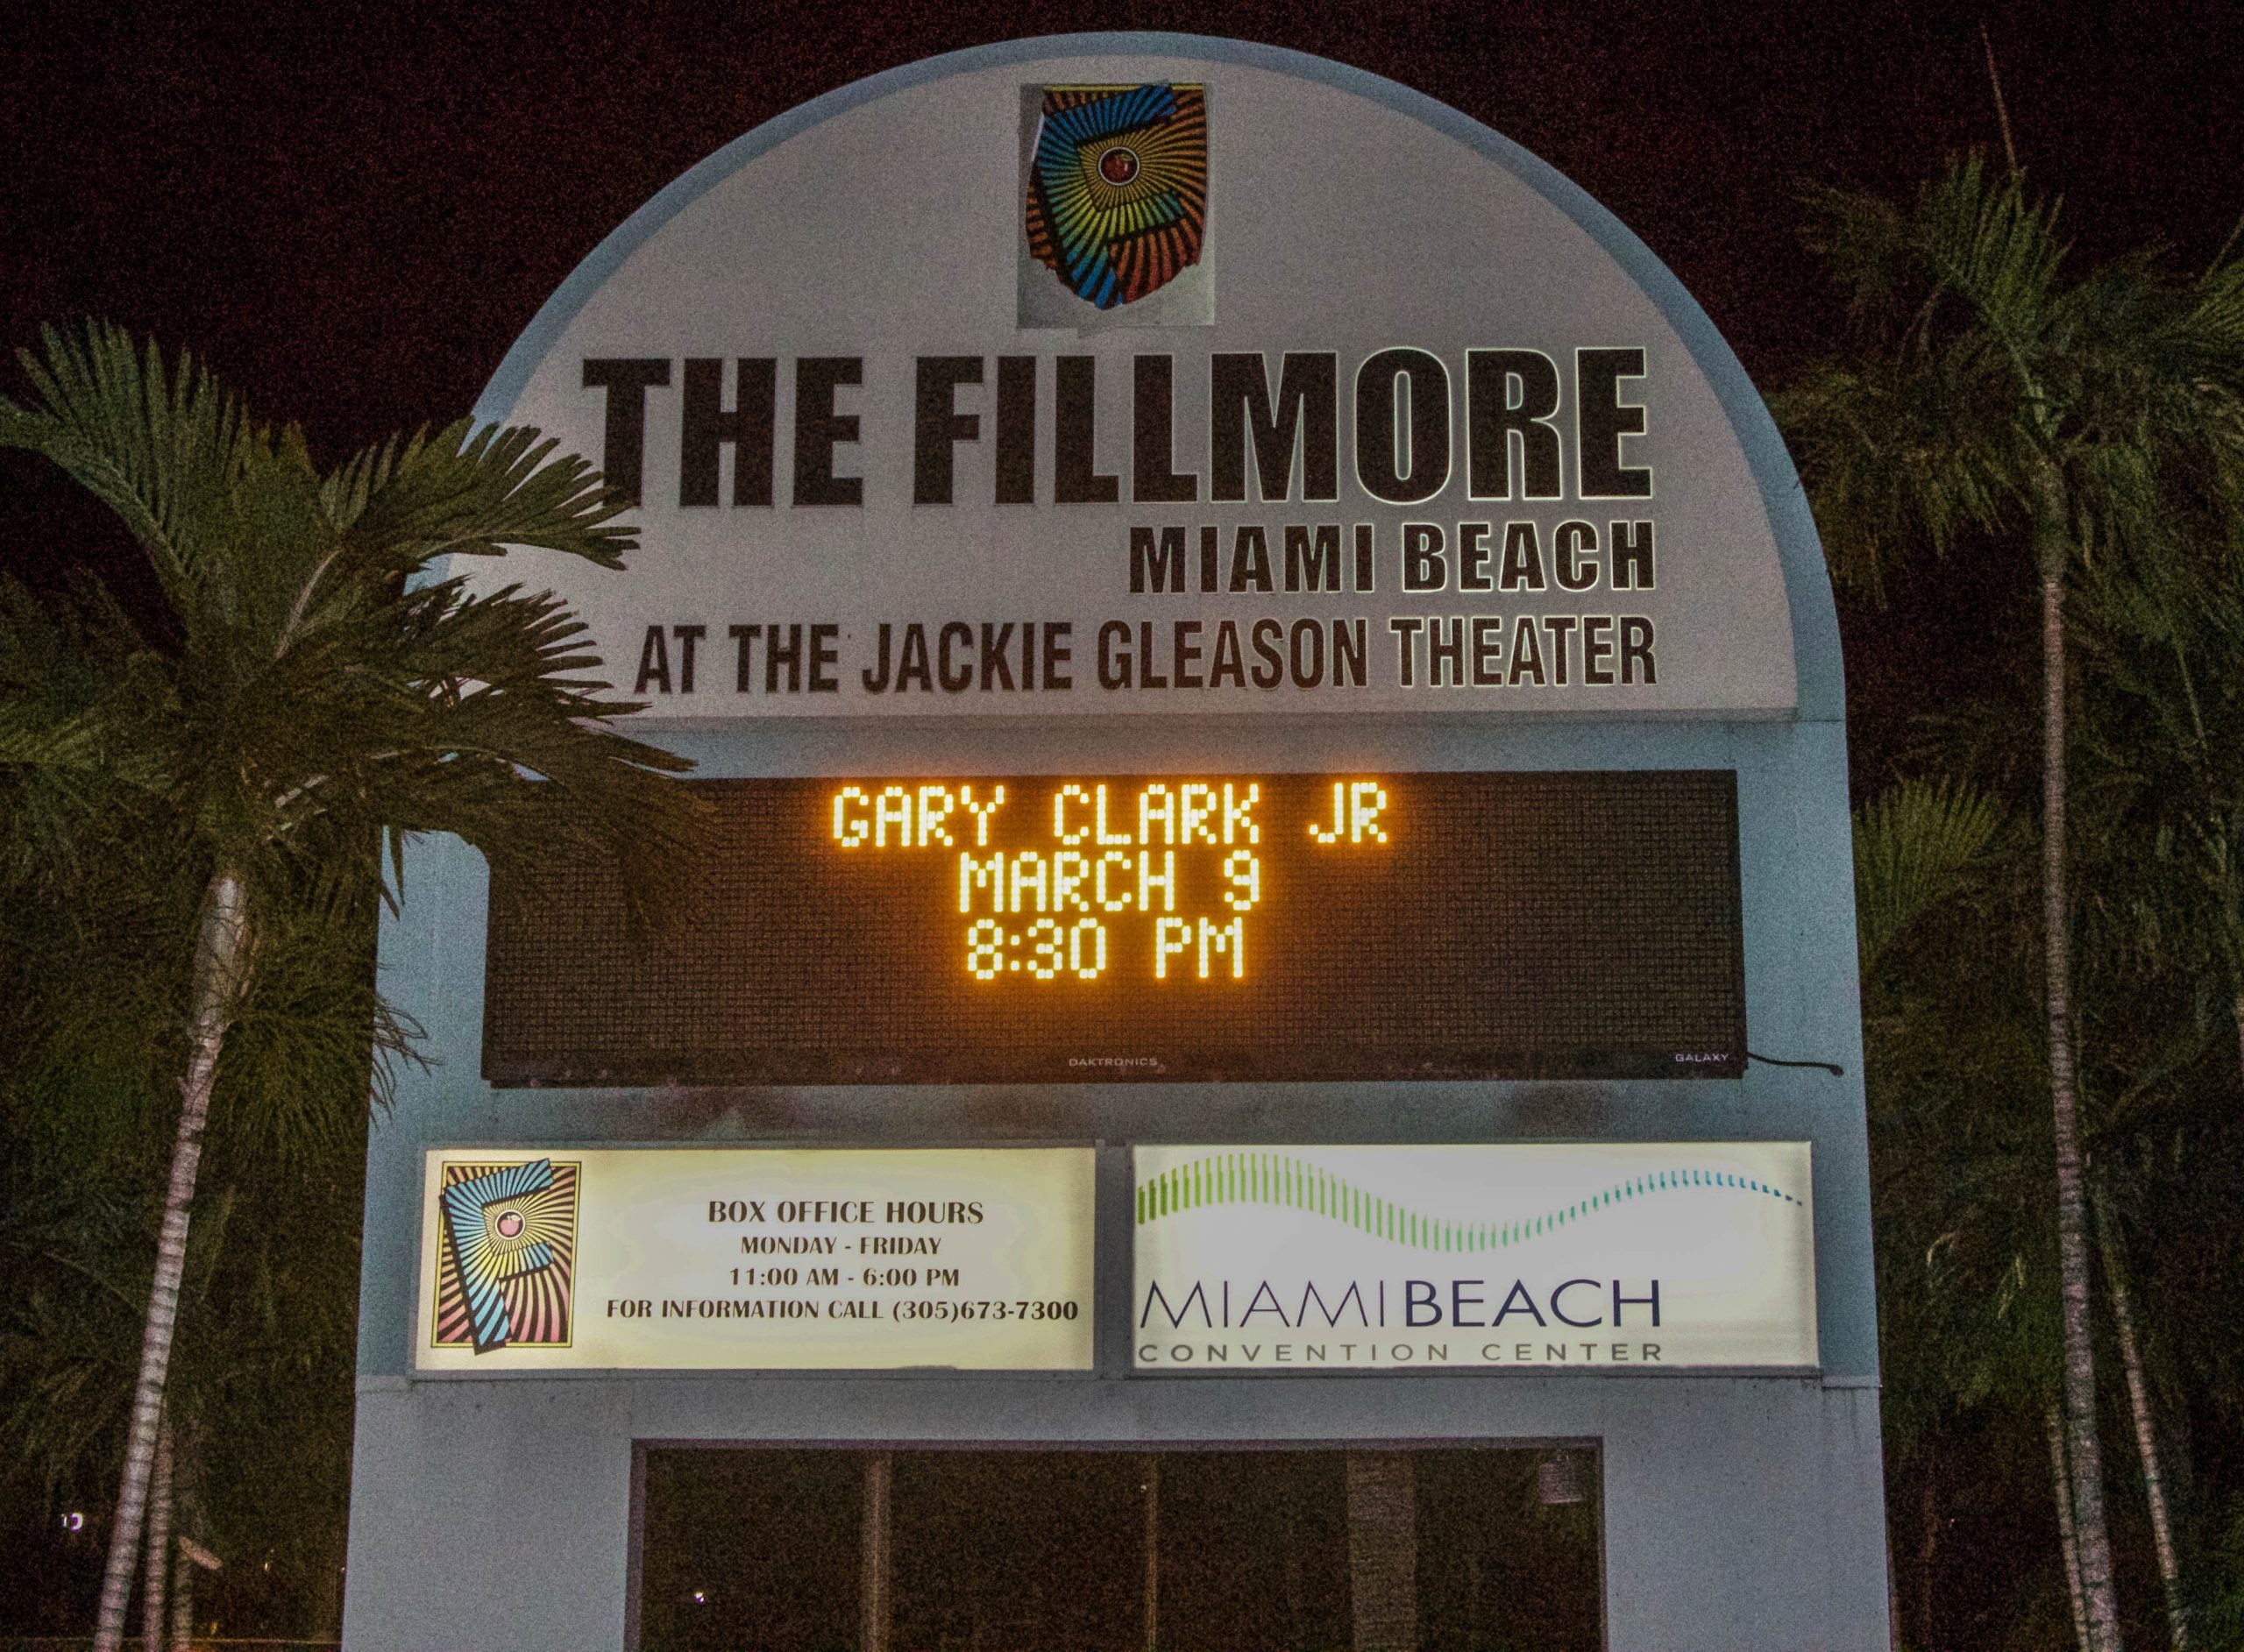 THE FILLMORE
MIAMI BEACH
AT THE JACKIE GLEASON THEATER
GARY CLARK JR
MARCH 9
8:30 PM
DAKTRONICS
GALAXY
BOX OFFICE HOURS
MONDAY - FRIDAY
11:00 AM - 6:00 PM
FOR INFORMATION CALL (305)673-7300
MIAMIBEACH
CONVENTION CENTER